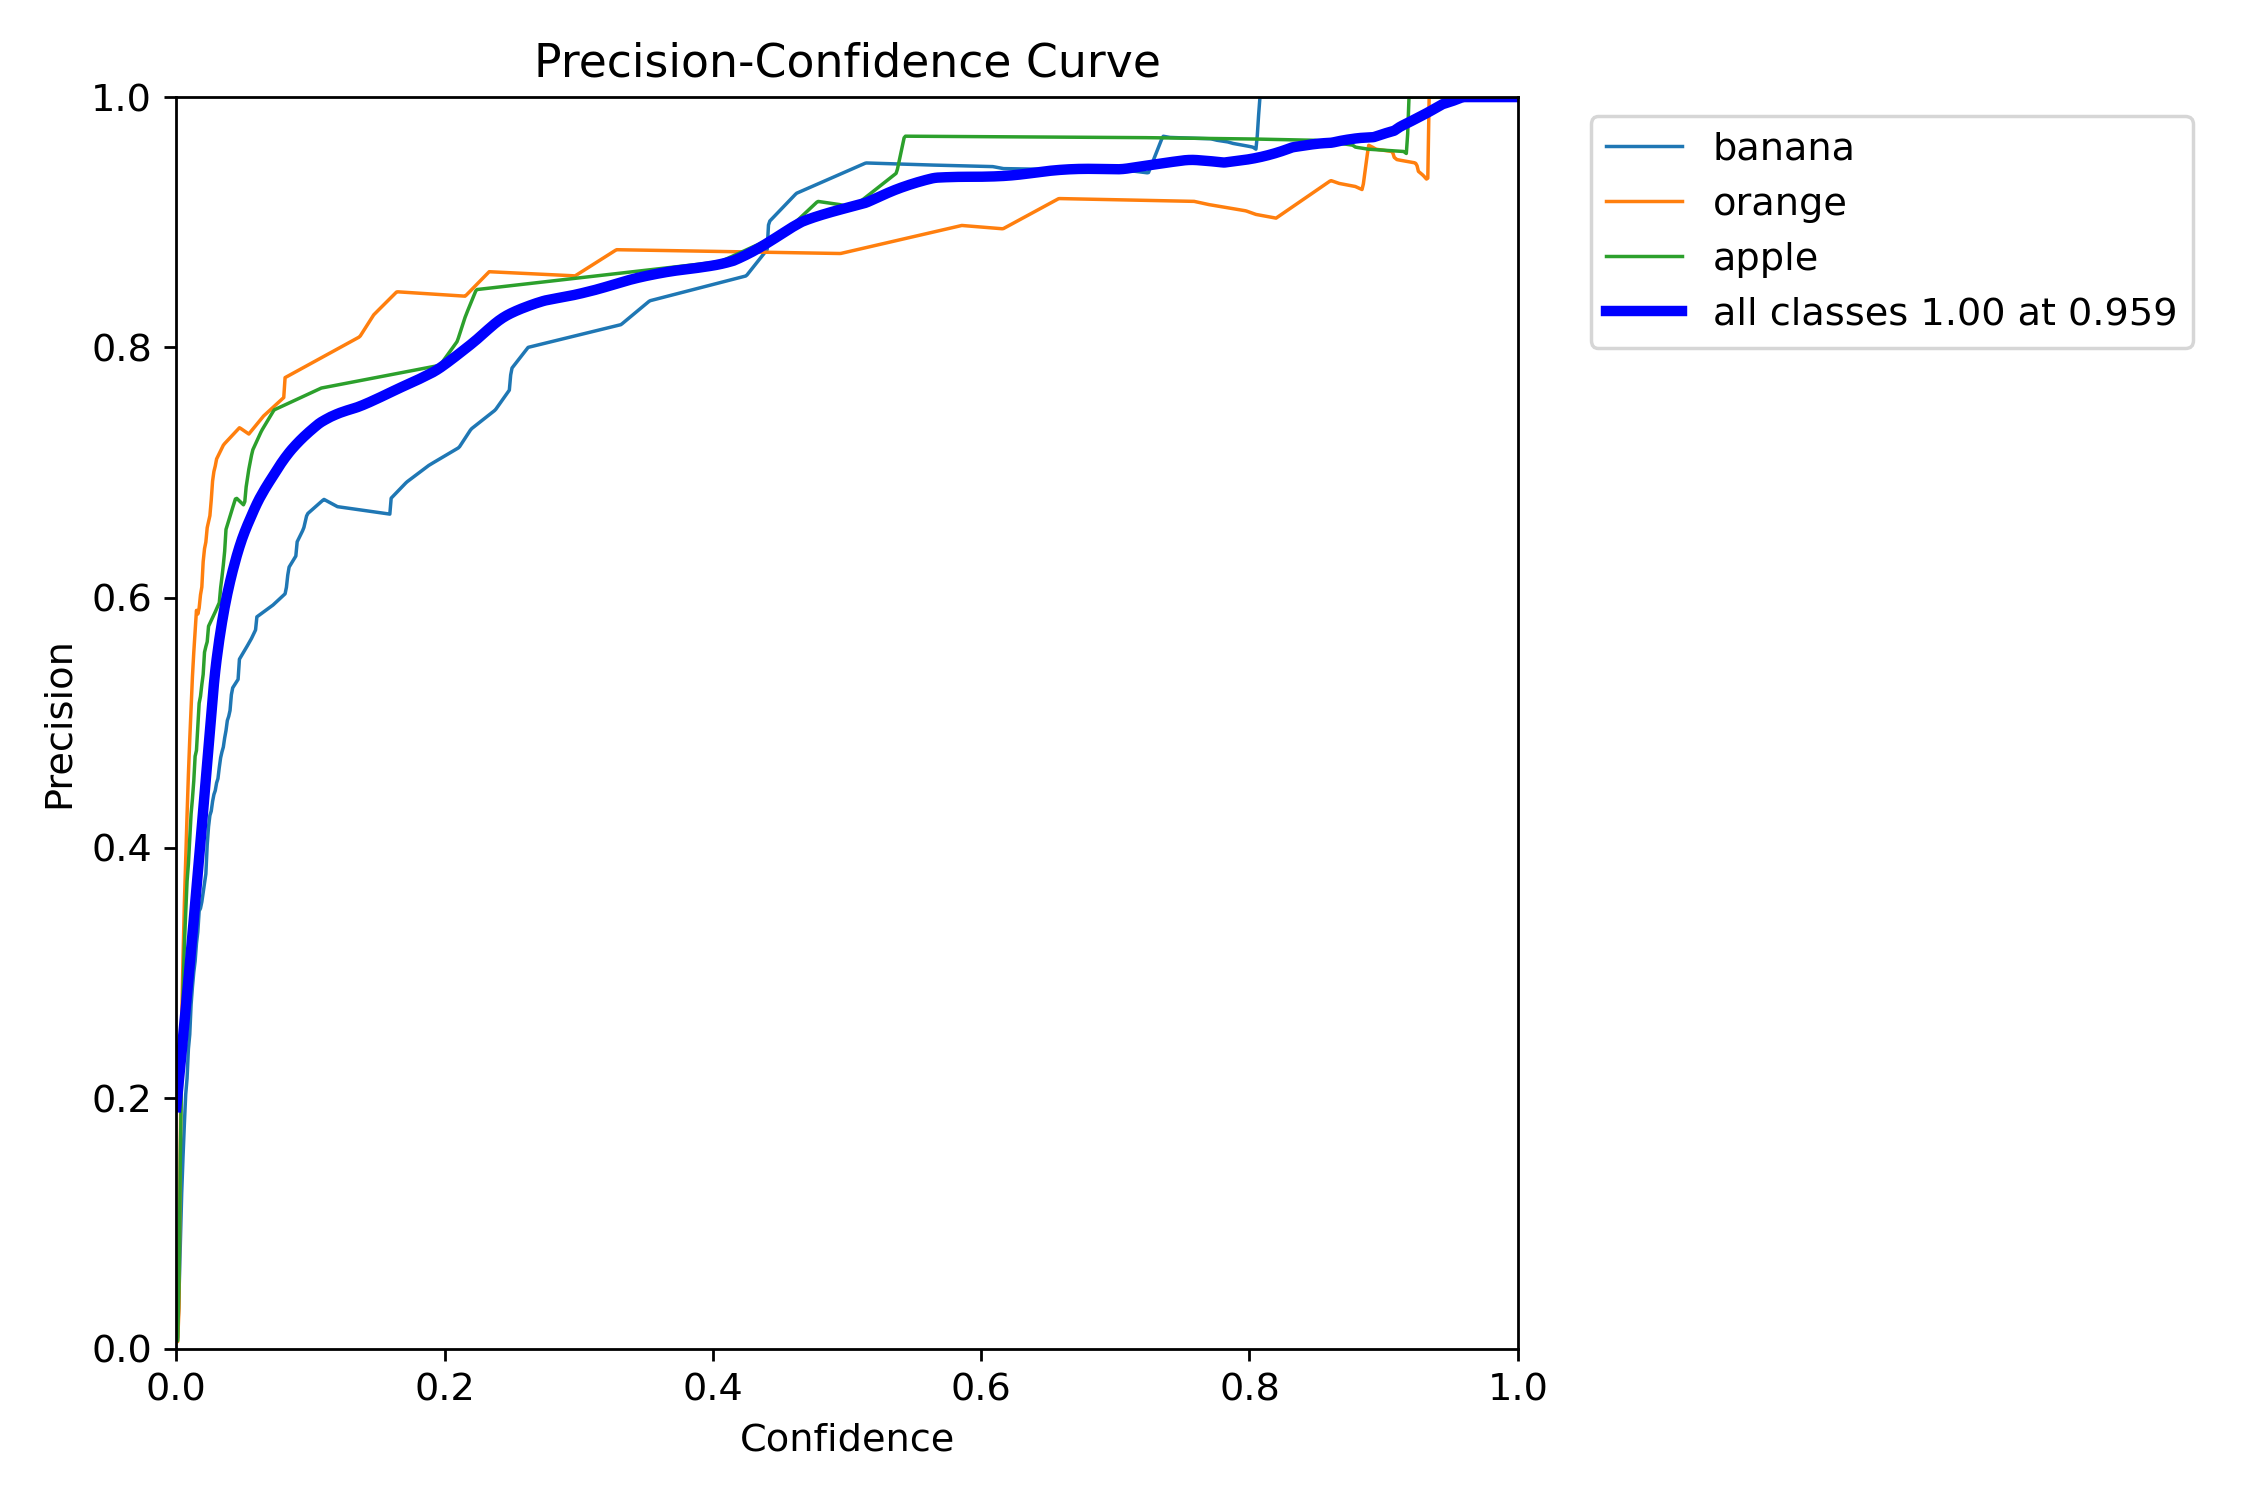 Precision-Confidence Curve
1.0
0.8
0.6
0.4
0.2
0.0
Precision
0.0 0.2 0.4 0.6 0.8 1.0
Confidence
banana
orange
apple
all classes 1.00 at 0.959